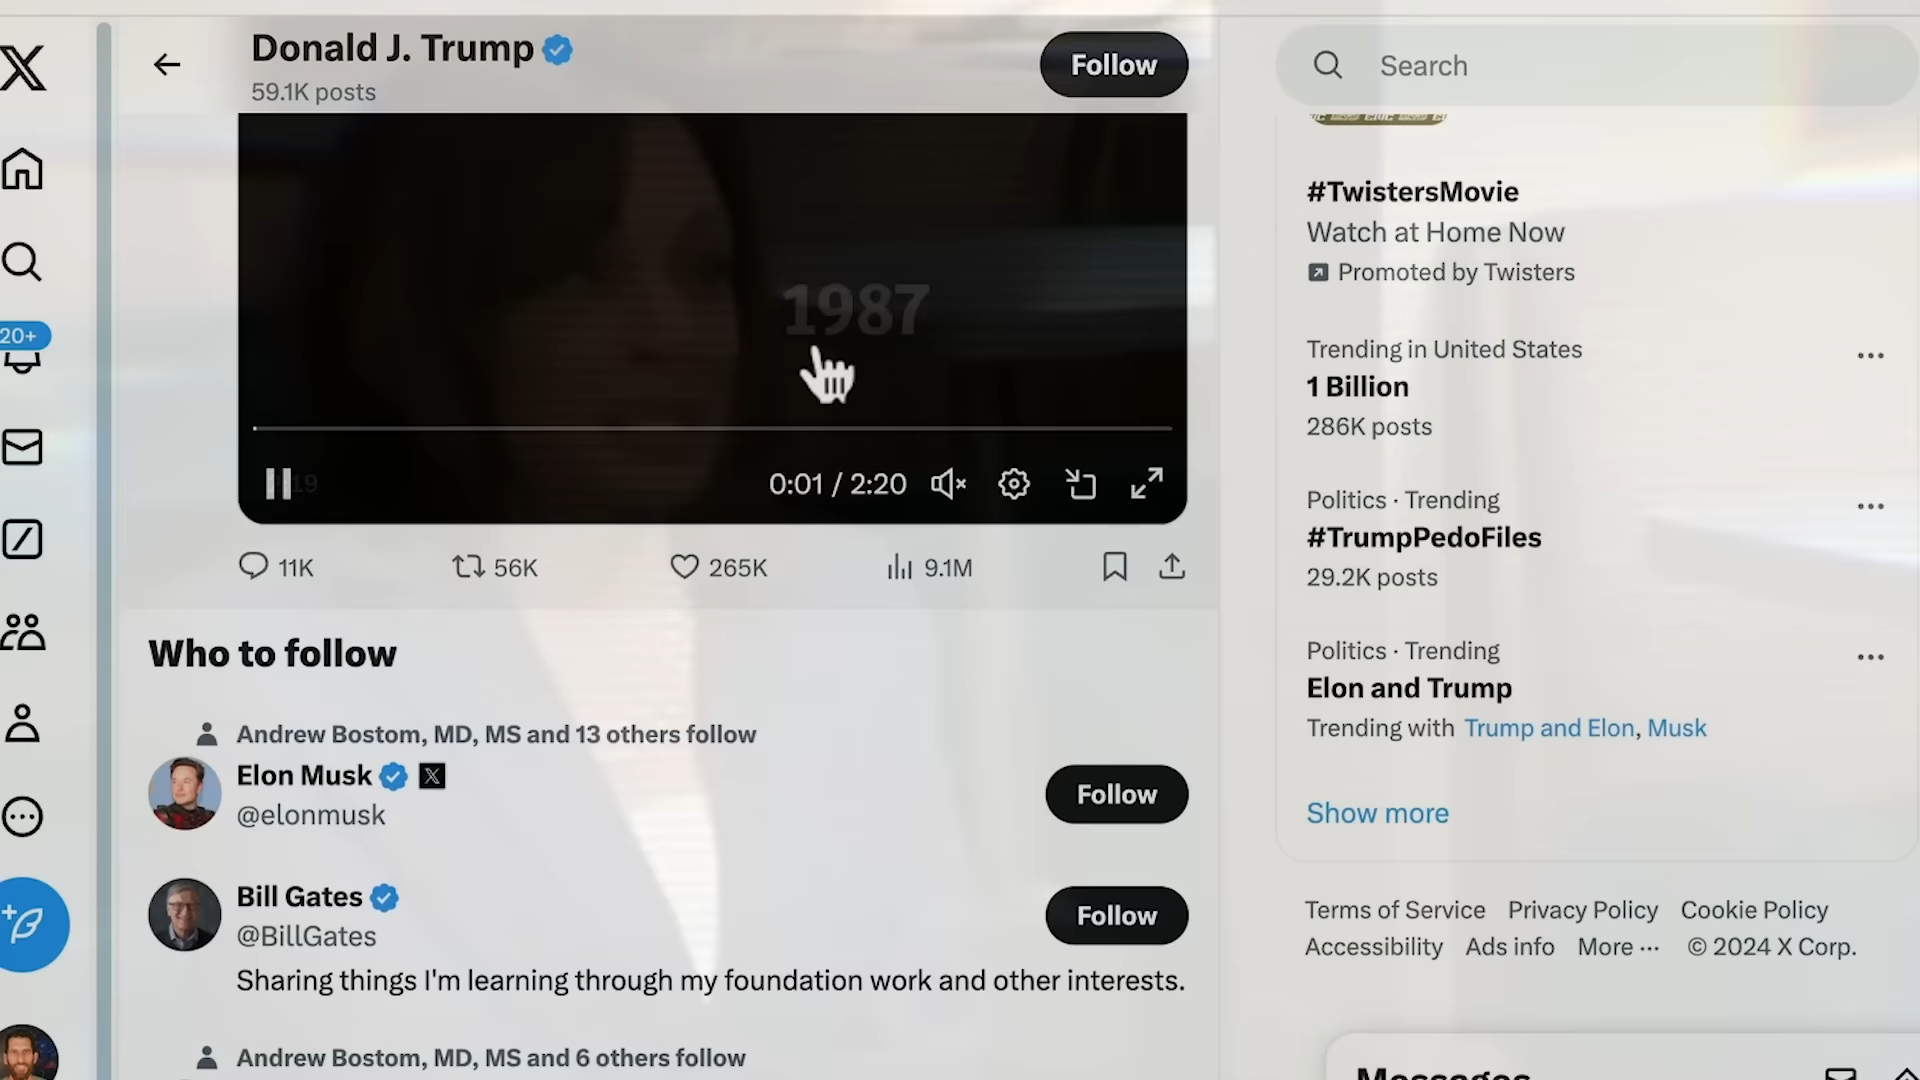 Donald J. Trump
59.1K posts
Follow
Search
1987
0:01 / 2:20
11K
56K
265K
9.1M
20+
Who to follow
Andrew Bostom, MD, MS and 13 others follow
Elon Musk
@elonmusk
Follow
Bill Gates
@BillGates
Follow
Sharing things I'm learning through my foundation work and other interests.
Andrew Bostom, MD, MS and 6 others follow
#TwistersMovie
Watch at Home Now
Promoted by Twisters
Trending in United States
1 Billion
286K posts
Politics · Trending
#TrumpPedoFiles
29.2K posts
Politics · Trending
Elon and Trump
Trending with Trump and Elon, Musk
Show more
Terms of Service Privacy Policy Cookie Policy
Accessibility Ads info More ··· © 2024 X Corp.
Messages